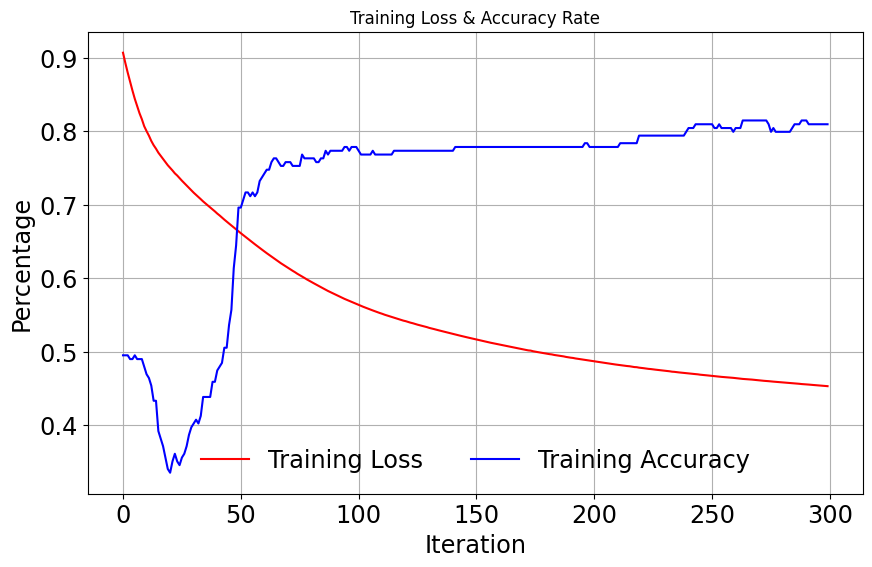 Training Loss & Accuracy Rate
0.9
0.8
0.7
0.6
0.5
0.4
Percentage
Training Loss
Training Accuracy
0 50 100 150 200 250 300
Iteration